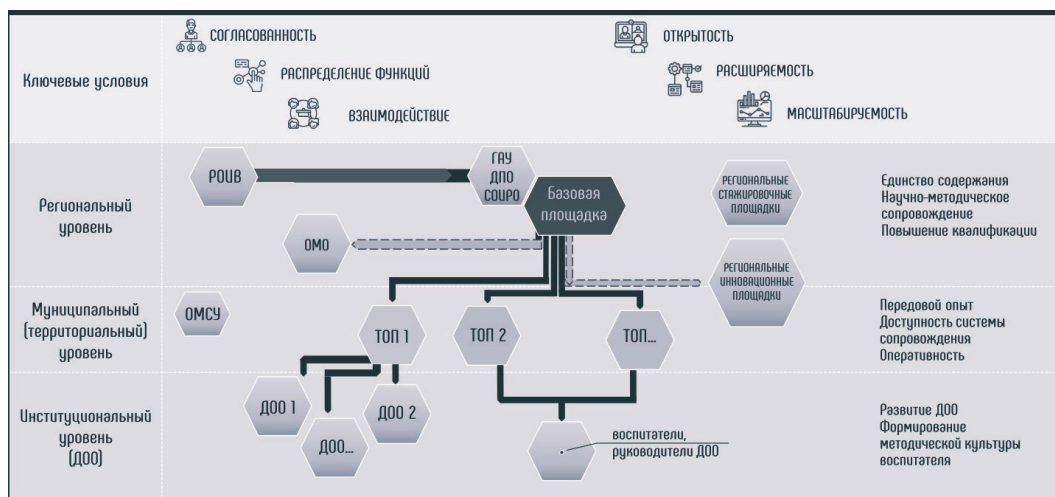 Ключевые условия
СОГЛАСОВАННОСТЬ
РАСПРЕДЕЛЕНИЕ ФУНКЦИЙ
ВЗАИМОДЕЙСТВИЕ
ОТКРЫТОСТЬ
РАСШИРЯЕМОСТЬ
МАСШТАБИРУЕМОСТЬ
Региональный
уровень
РОИВ
ГАУ
ДПО
СОИРО
Базовая
площадка
ОМО
РЕГИОНАЛЬНЫЕ
СТАЖИРОВОЧНЫЕ
ПЛОЩАДКИ
РЕГИОНАЛЬНЫЕ
ИННОВАЦИОННЫЕ
ПЛОЩАДКИ
Единство содержания
Научно-методическое
сопровождение
Повышение квалификации
Муниципальный
(территориальный)
уровень
ОМСУ
ТОП 1
ТОП 2
ТОП...
Передовой опыт
Доступность системы
сопровождения
Оперативность
Институциональный
уровень
(ДОО)
ДОО 1
ДОО...
ДОО 2
воспитатели,
руководители ДОО
Развитие ДОО
Формирование
методической культуры
воспитателя